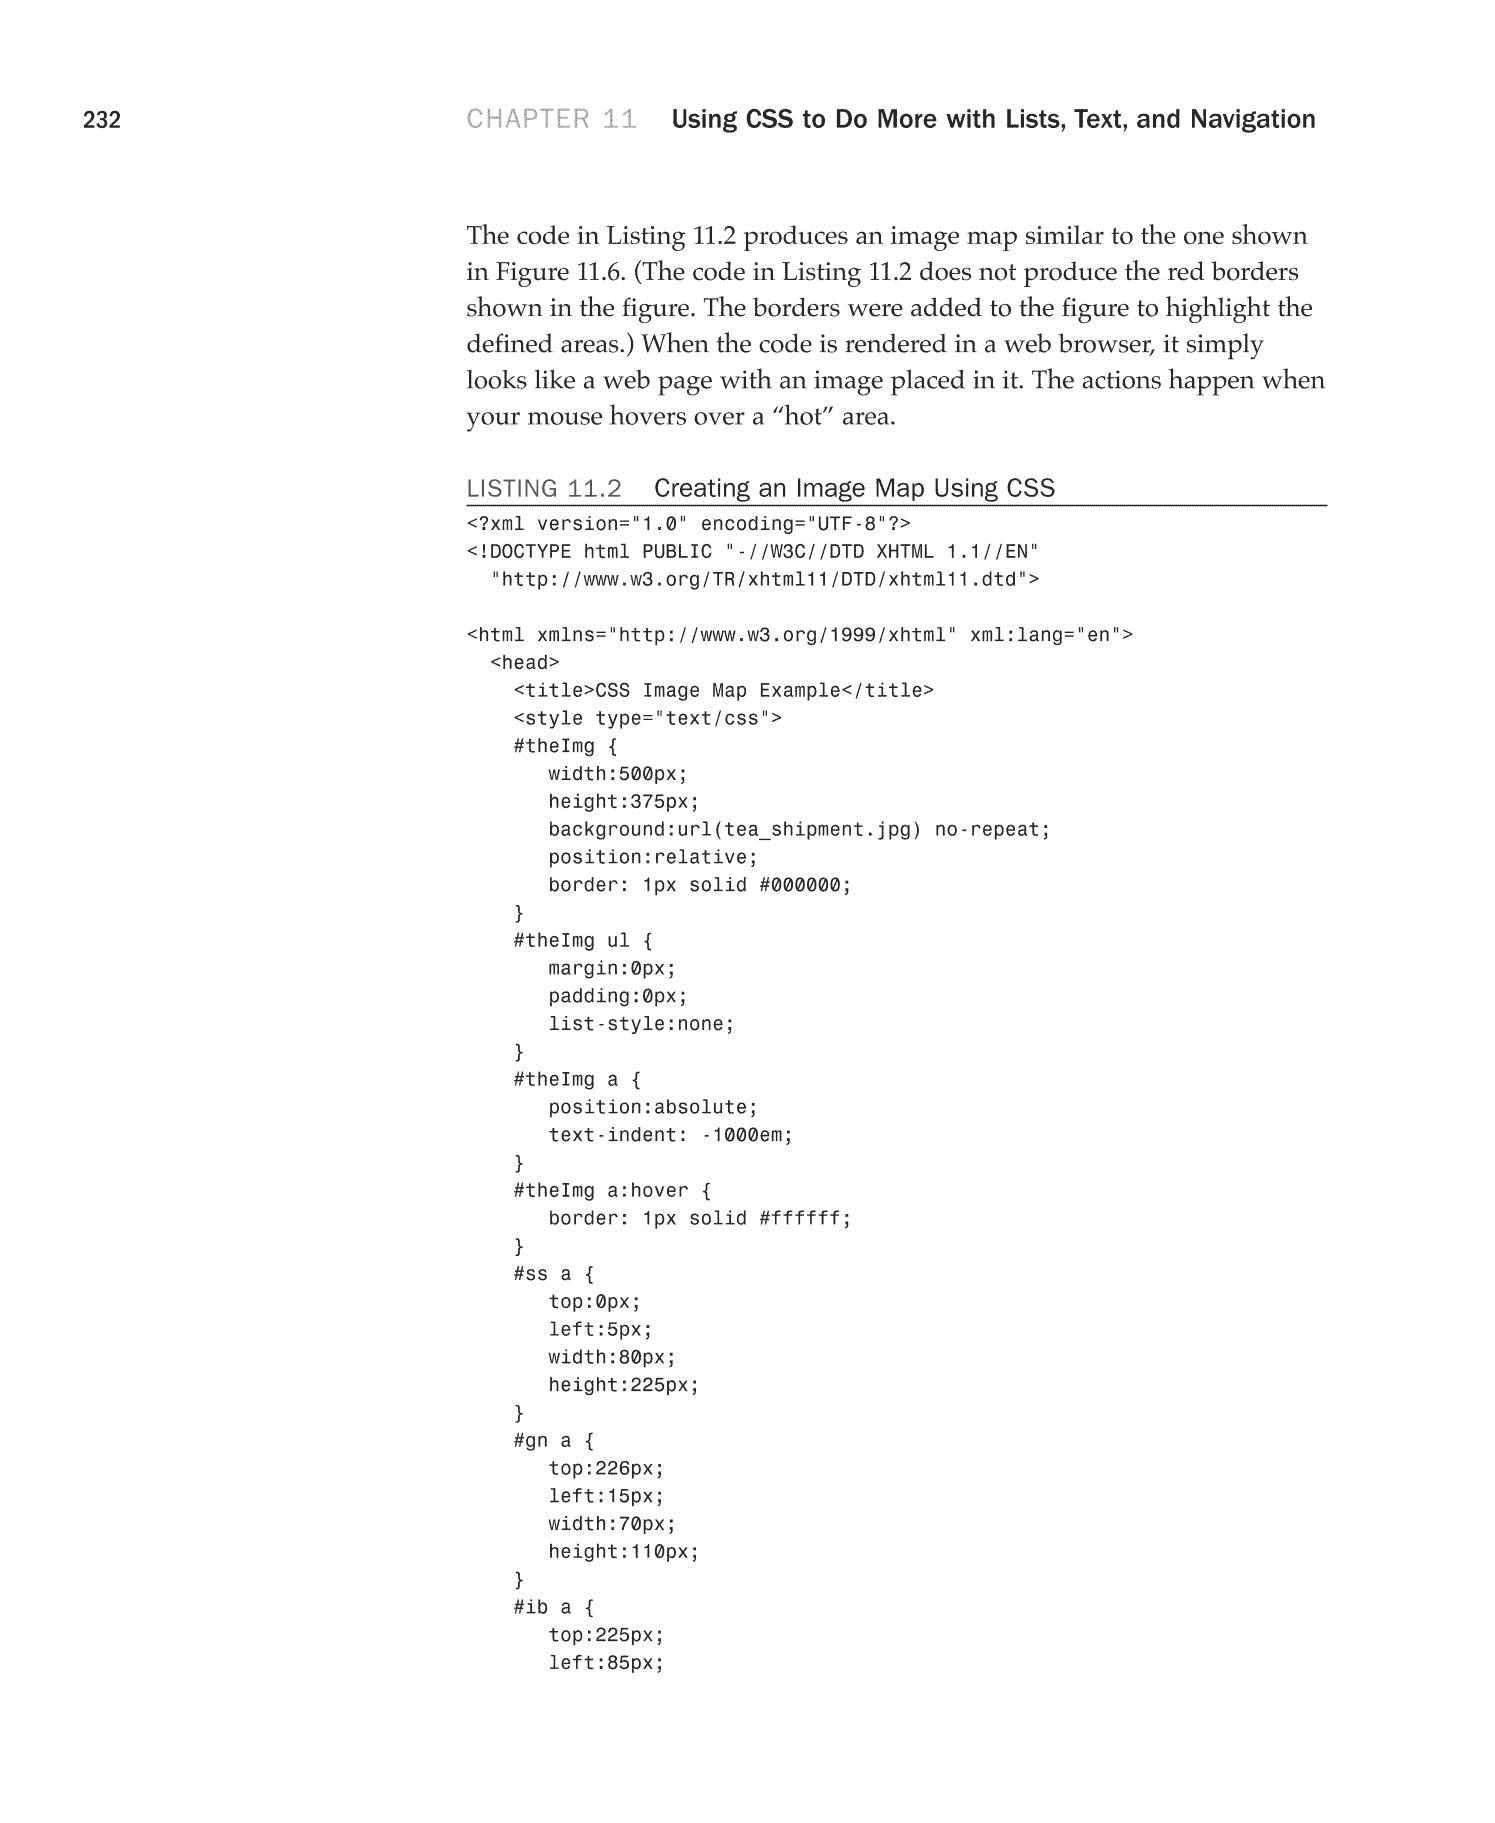 232 CHAPTER 11 Using CSS to Do More with Lists, Text, and Navigation
The code in Listing 11.2 produces an image map similar to the one shown
in Figure 11.6. (The code in Listing 11.2 does not produce the red borders
shown in the figure. The borders were added to the figure to highlight the
defined areas.) When the code is rendered in a web browser, it simply
looks like a web page with an image placed in it. The actions happen when
your mouse hovers over a “hot” area.
LISTING 11.2 Creating an Image Map Using CSS
<?xml version="1.0" encoding="UTF-8"?>
<!DOCTYPE html PUBLIC "-//W3C//DTD XHTML 1.1//EN"
  "http://www.w3.org/TR/xhtml11/DTD/xhtml11.dtd">
<html xmlns="http://www.w3.org/1999/xhtml" xml:lang="en">
  <head>
    <title>CSS Image Map Example</title>
    <style type="text/css">
    #theImg {
       width:500px;
       height:375px;
       background:url(tea_shipment.jpg) no-repeat;
       position:relative;
       border: 1px solid #000000;
    }
    #theImg ul {
       margin:0px;
       padding:0px;
       list-style:none;
    }
    #theImg a {
       position:absolute;
       text-indent: -1000em;
    }
    #theImg a:hover {
       border: 1px solid #ffffff;
    }
    #ss a {
       top:0px;
       left:5px;
       width:80px;
       height:225px;
    }
    #gn a {
       top:226px;
       left:15px;
       width:70px;
       height:110px;
    }
    #ib a {
       top:225px;
       left:85px;